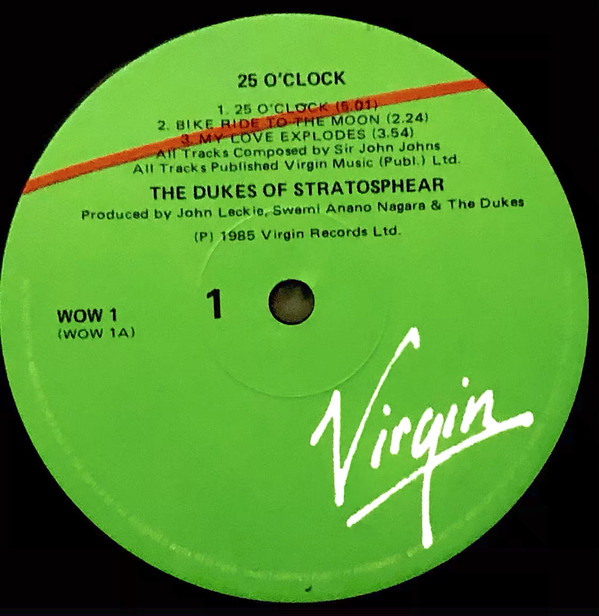 25 O'CLOCK
1. 25 O'CLOCK (5.01)
2. BIKE RIDE TO THE MOON (2.24)
3. MY LOVE EXPLODES (3.54)
All Tracks Composed by Sir John Johns
All Tracks Published Virgin Music (Publ.) Ltd.
THE DUKES OF STRATOSPHEAR
Produced by John Leckie, Swami Anano Nagara & The Dukes
(P) 1985 Virgin Records Ltd.
1
WOW 1
(WOW 1A)
Virgin